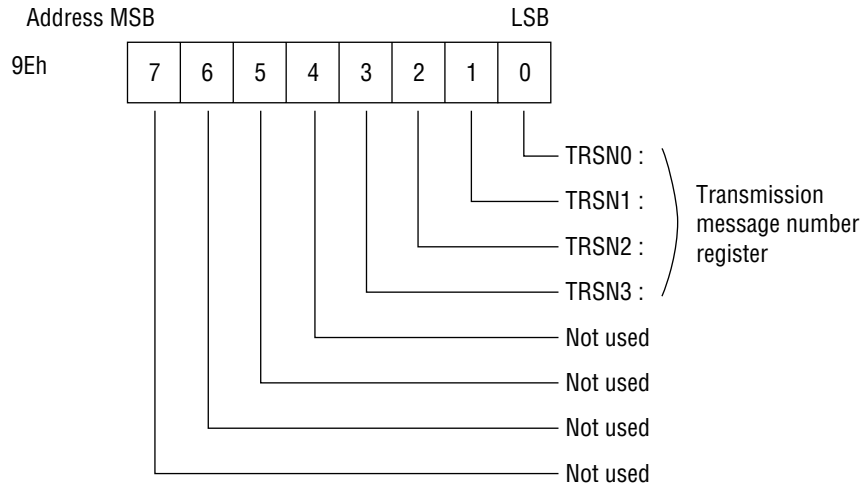 Address MSB LSB
9Eh 7 6 5 4 3 2 1 0
TRSN0 :
TRSN1 :
TRSN2 :
TRSN3 :
Transmission
message number
register
Not used
Not used
Not used
Not used